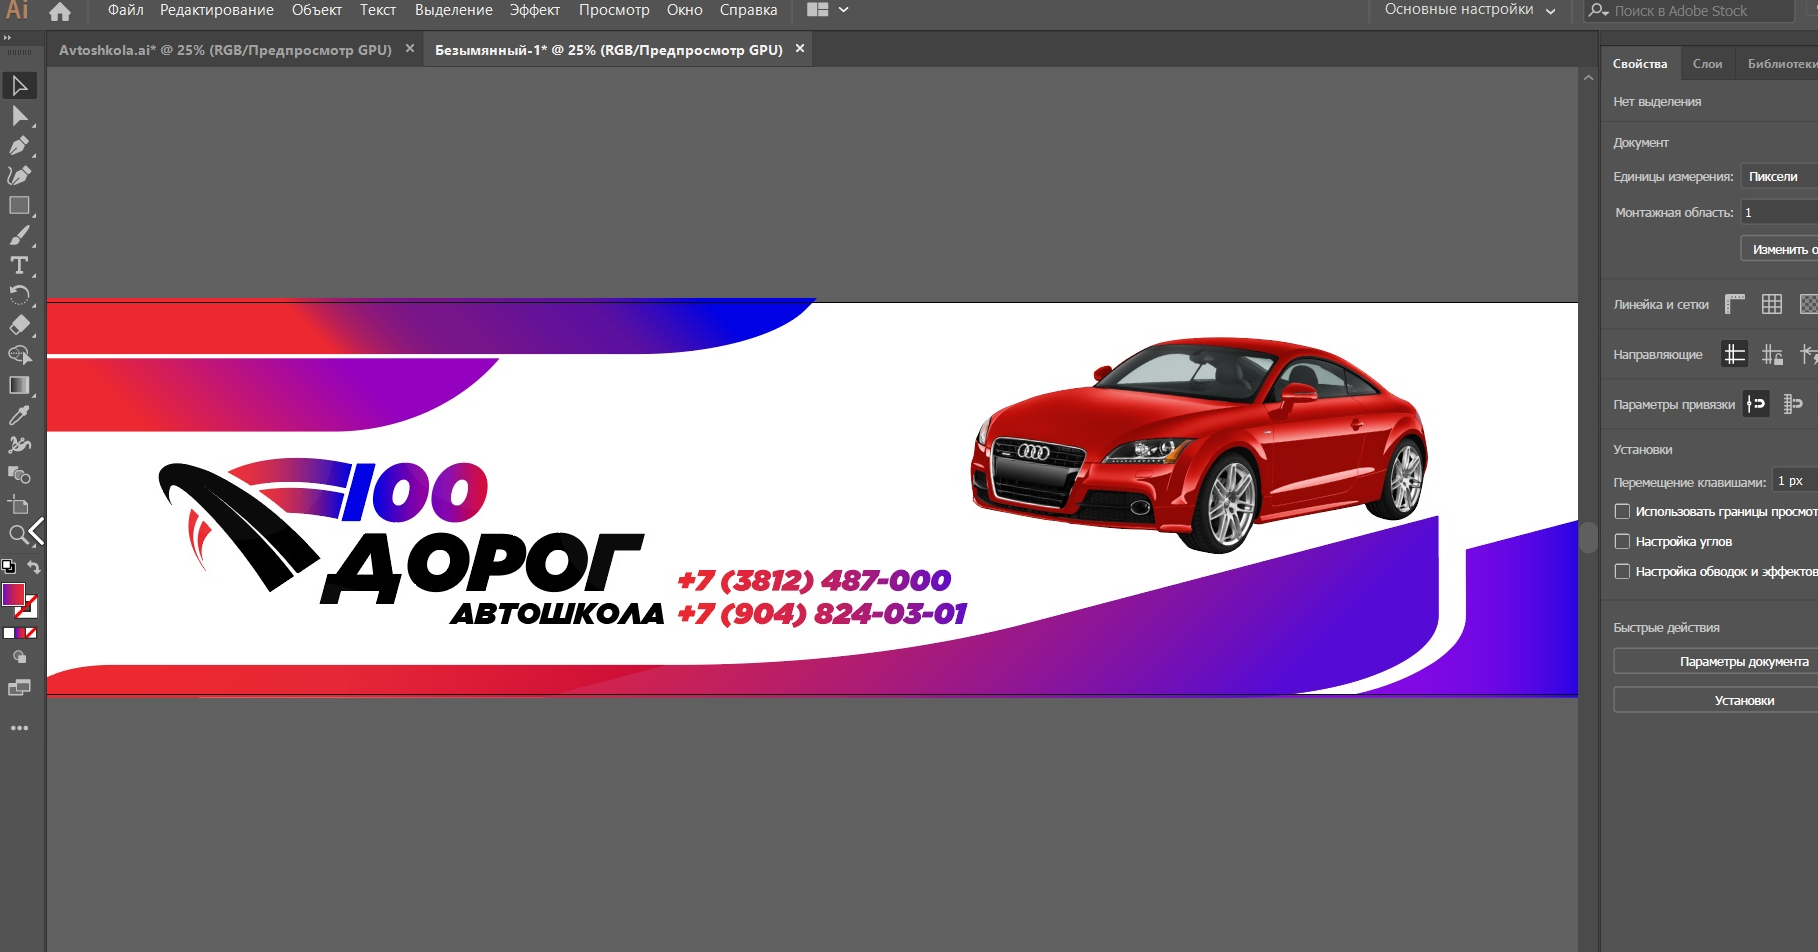 Ai
Файл Редактирование Объект Текст Выделение Эффект Просмотр Окно Справка
Основные настройки
Поиск в Adobe Stock
Avtoshkola.ai* @ 25% (RGB/Предпросмотр GPU)
Безымянный-1* @ 25% (RGB/Предпросмотр GPU)
Свойства Слои Библиотеки
Нет выделения
Документ
Единицы измерения: Пиксели
Монтажная область: 1
Изменить о
Линейка и сетки
Направляющие
Параметры привязки
Установки
Перемещение клавишами: 1 px
Использовать границы просмот
Настройка углов
Настройка обводок и эффектов
Быстрые действия
Параметры документа
Установки
100
ДОРОГ
АВТОШКОЛА
+7 (3812) 487-000
+7 (904) 824-03-01